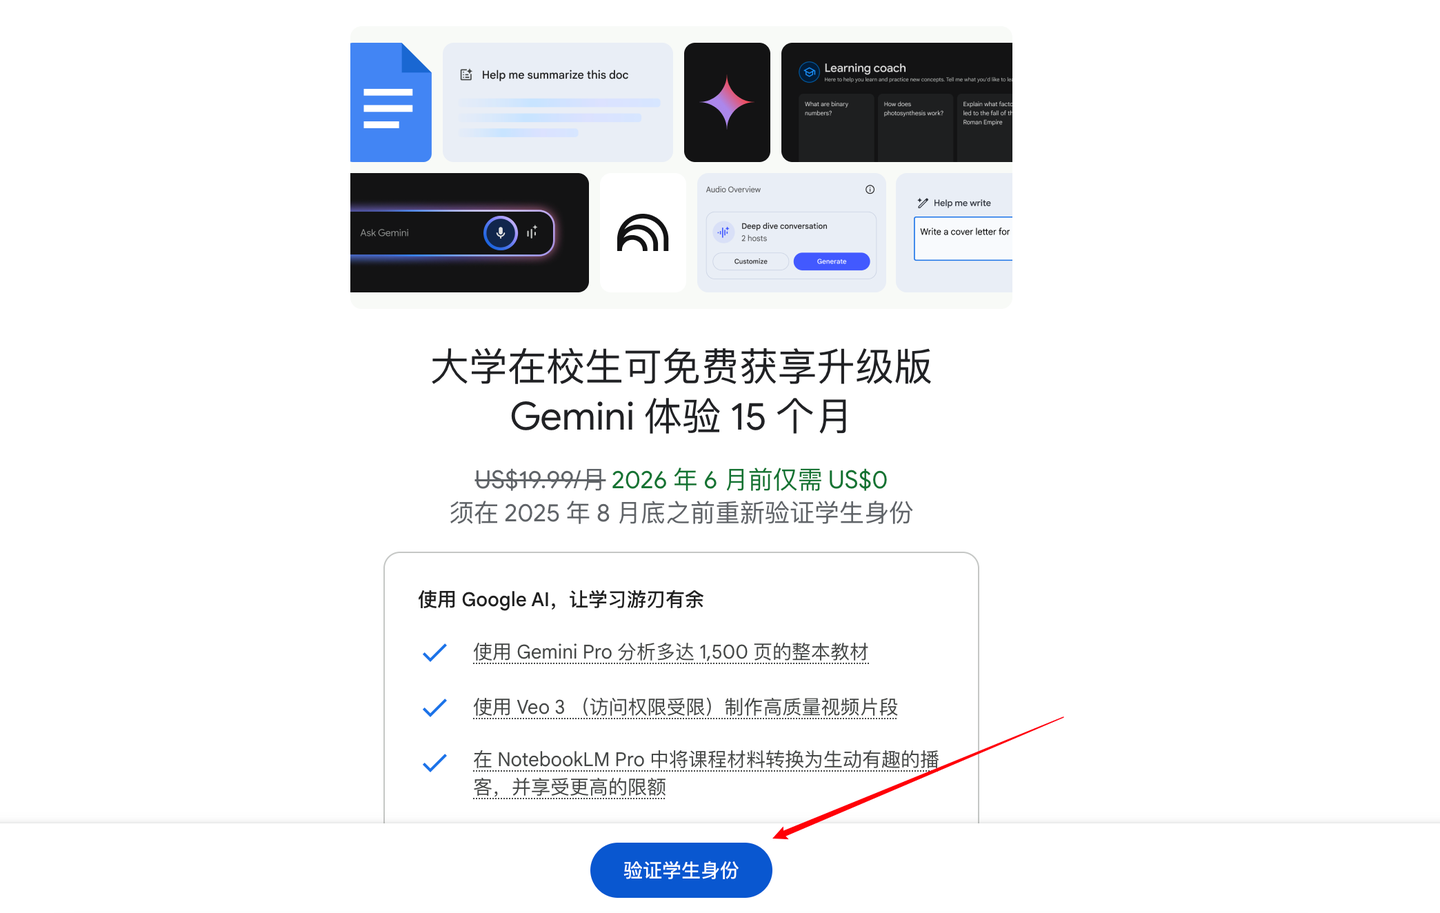 Help me summarize this doc
Learning coach
Here to help you learn and practice new concepts. Tell me what you'd like to
What are binary
numbers?
How does
photosynthesis work?
Explain what
led to the fall of
Roman Empire
Ask Gemini
Audio Overview
Deep dive conversation
2 hosts
Customize
Generate
Help me write
Write a cover letter for
大学在校生可免费获享升级版
Gemini 体验 15 个月
US$19.99/月 2026 年 6 月前仅需 US$0
须在 2025 年 8 月底之前重新验证学生身份
使用 Google AI，让学习游刃有余
使用 Gemini Pro 分析多达 1,500 页的整本教材
使用 Veo 3 （访问权限受限）制作高质量视频片段
在 NotebookLM Pro 中将课程材料转换为生动有趣的播
客，并享受更高的限额
验证学生身份